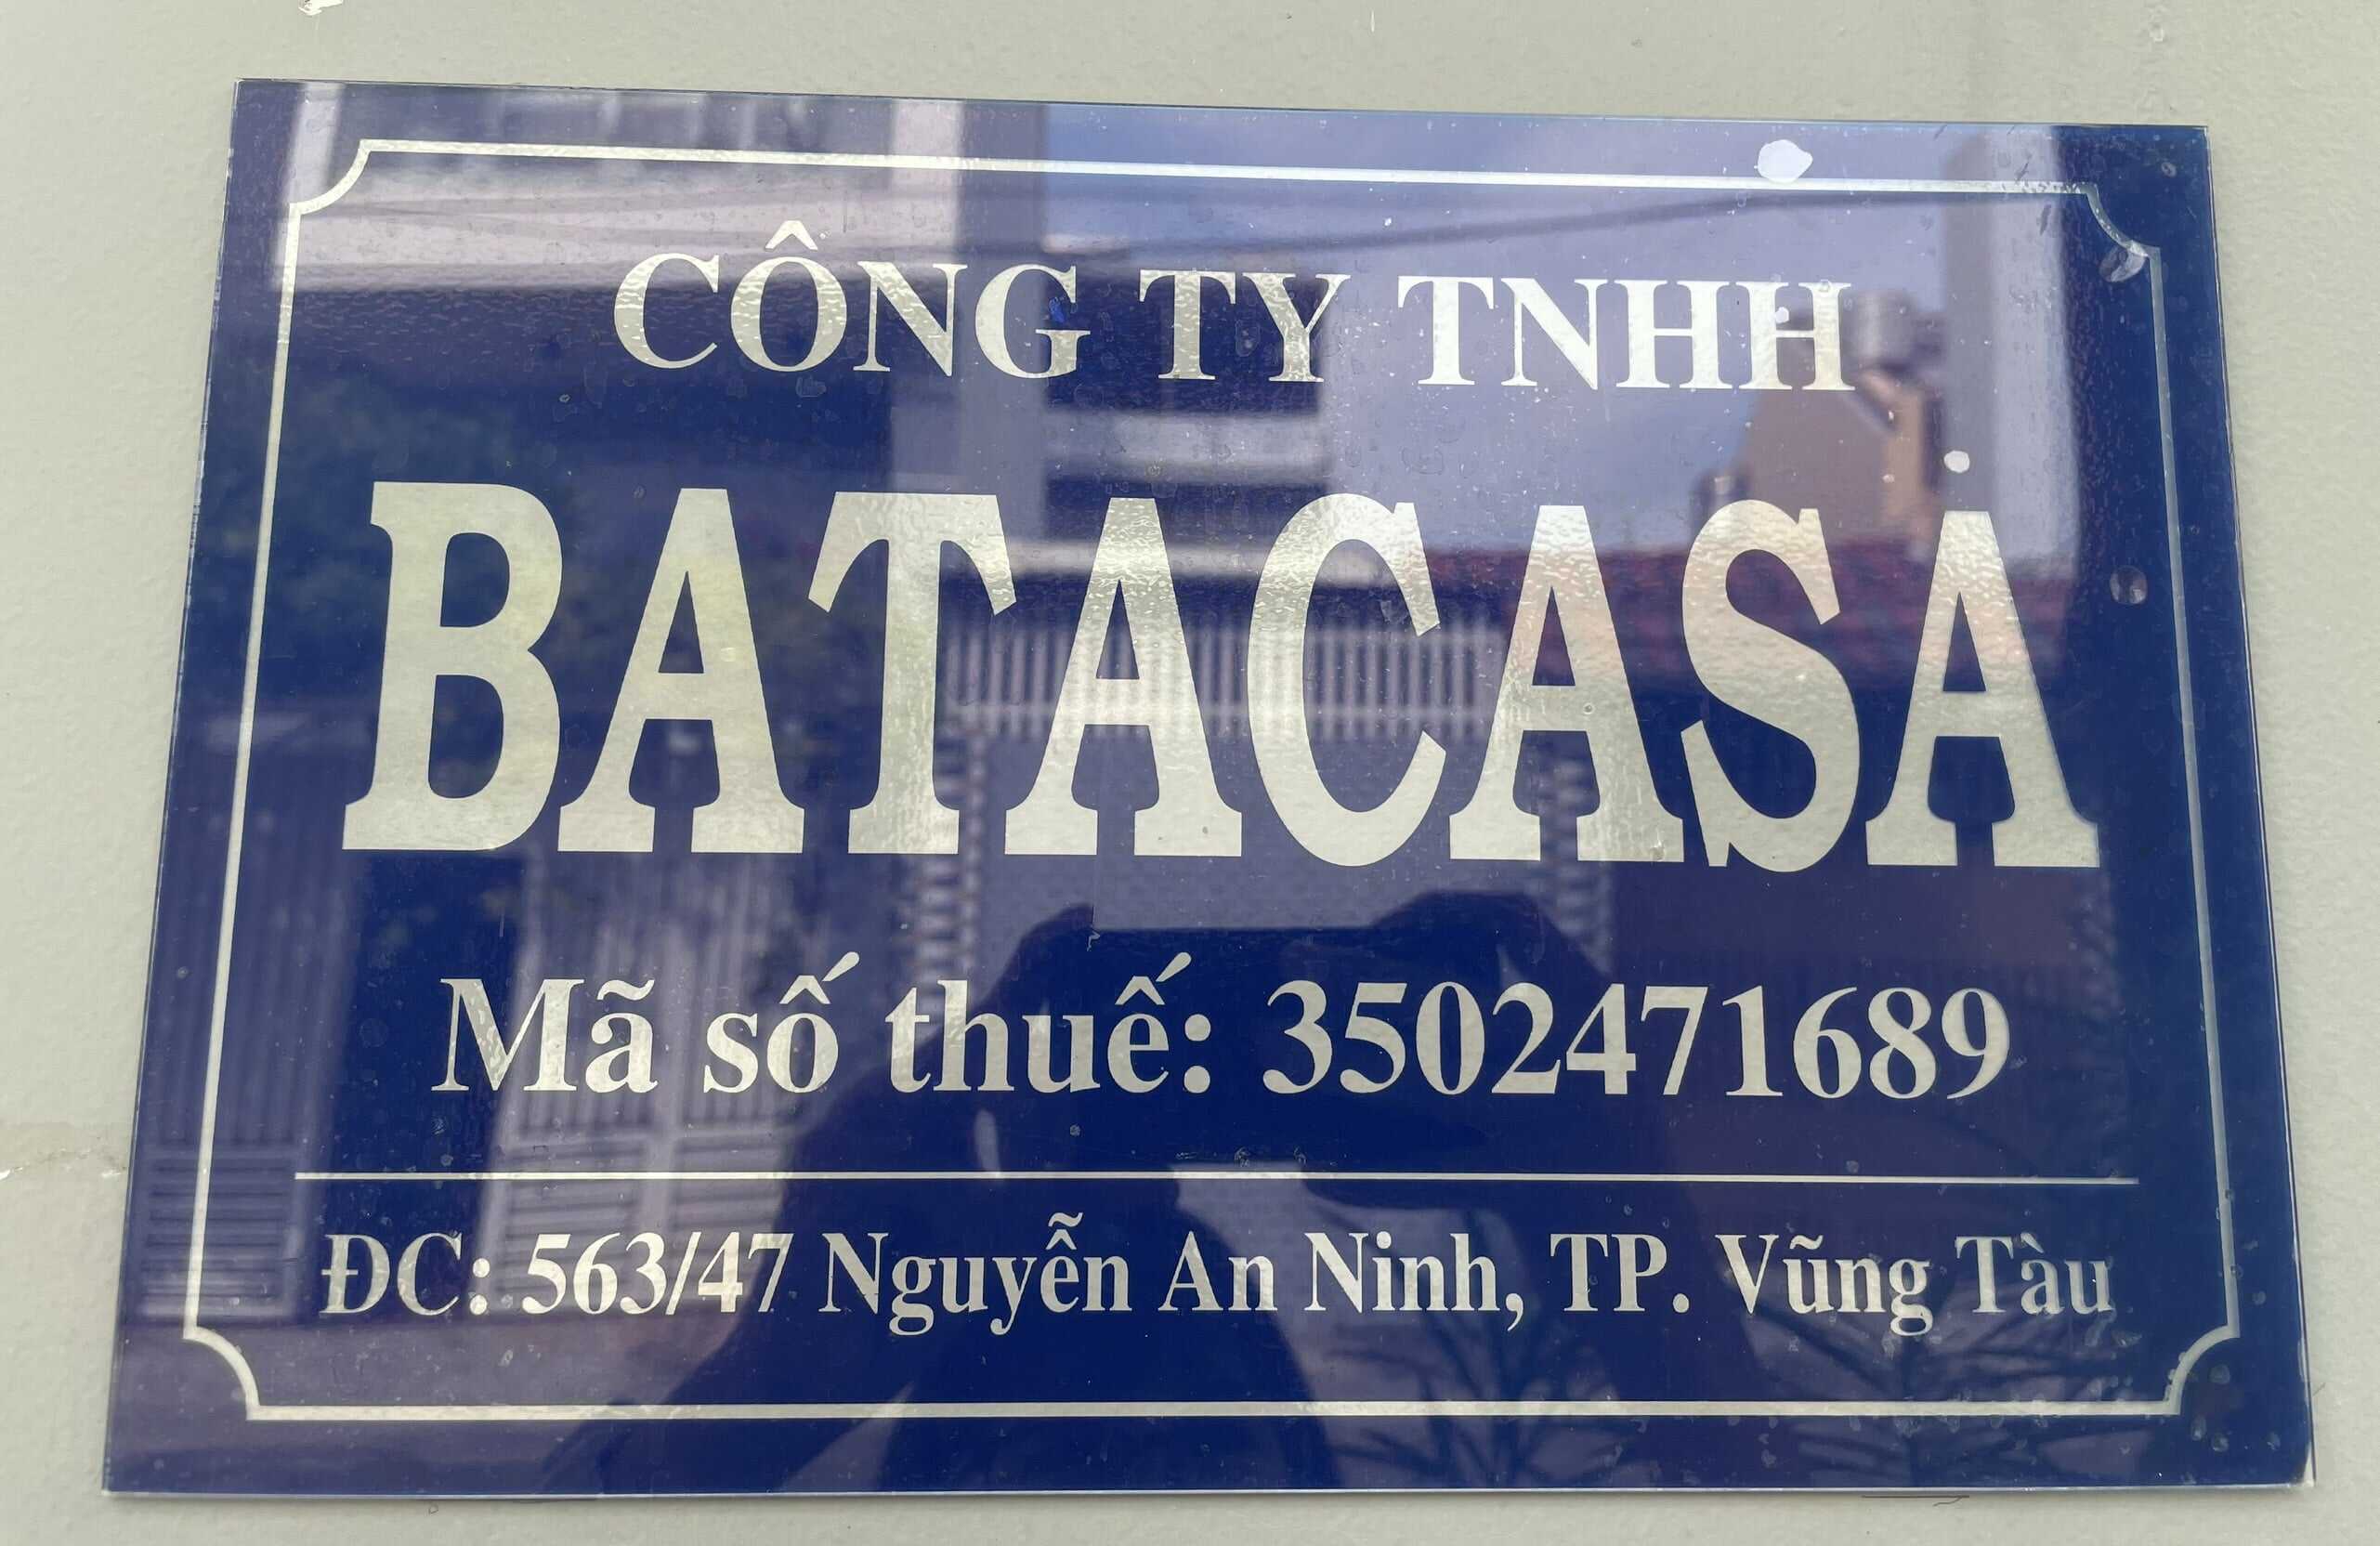 CÔNG TY TNHH
BATACASA
Mã số thuế: 3502471689
ĐC: 563/47 Nguyễn An Ninh, TP. Vũng Tàu